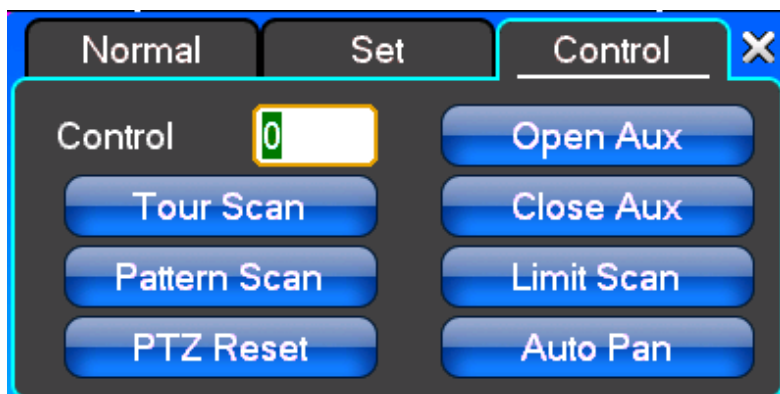 Normal Set Control
Control 0 Open Aux
Tour Scan Close Aux
Pattern Scan Limit Scan
PTZ Reset Auto Pan